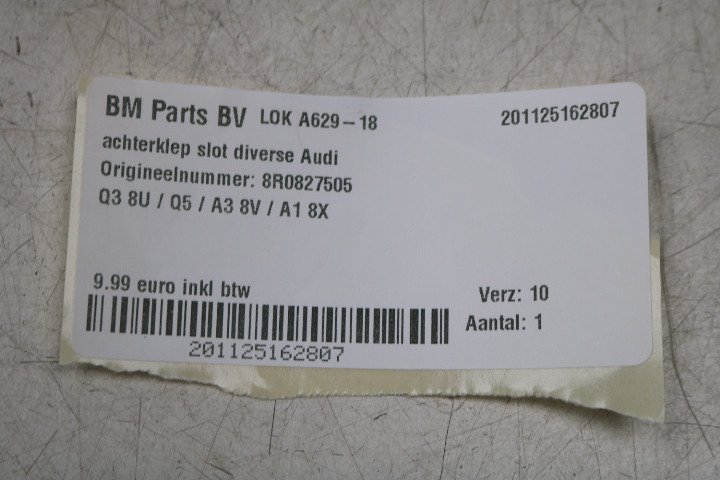 BM Parts BV LOK A629-18 201125162807
achterklep slot diverse Audi
Origineelnummer: 8R0827505
Q3 8U / Q5 / A3 8V / A1 8X
9.99 euro inkl btw Verz: 10
Aantal: 1
201125162807